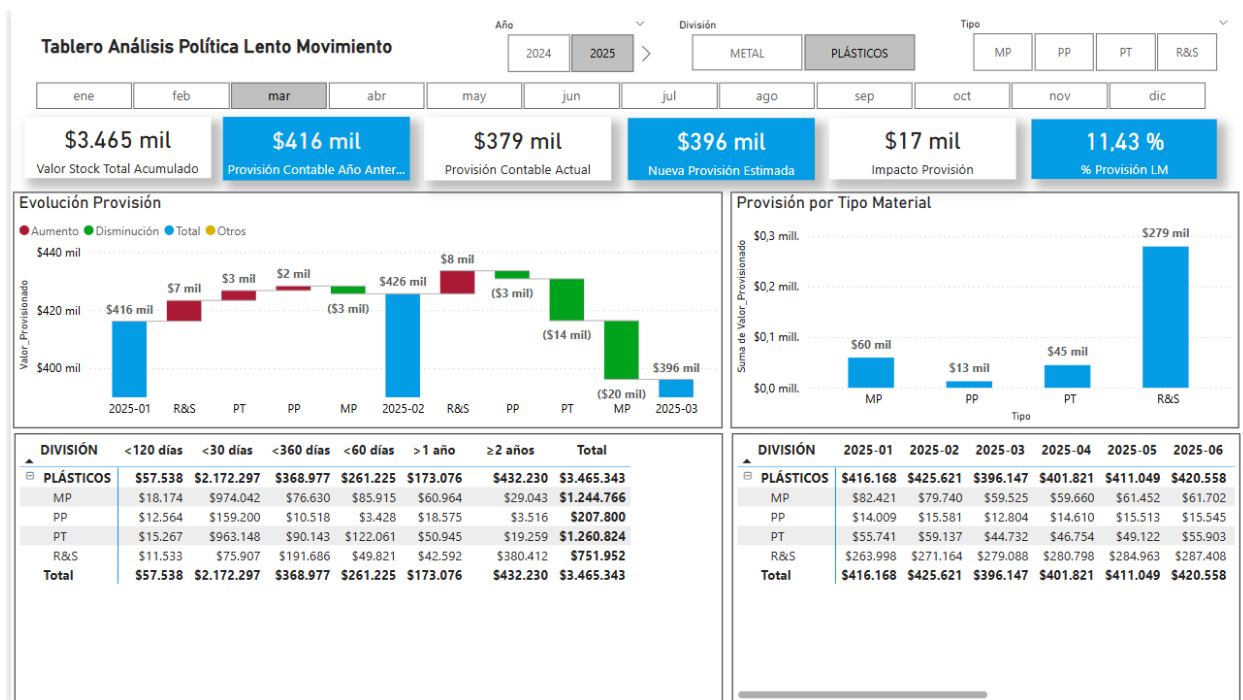 Tablero Análisis Política Lento Movimiento
Año
2024 2025
División
METAL PLÁSTICOS
Tipo
MP PP PT R&S
ene feb mar abr may jun jul ago sep oct nov dic
$3.465 mil
Valor Stock Total Acumulado
$416 mil
Provisión Contable Año Anter...
$379 mil
Provisión Contable Actual
$396 mil
Nueva Provisión Estimada
$17 mil
Impacto Provisión
11,43 %
% Provisión LM
Evolución Provisión
Aumento Disminución Total Otros
Valor_Provisionado
$440 mil
$420 mil
$400 mil
$416 mil
$7 mil
$3 mil
$2 mil
($3 mil)
$426 mil
$8 mil
($3 mil)
($14 mil)
($20 mil)
$396 mil
2025-01 R&S PT PP MP 2025-02 R&S PP PT MP 2025-03
Provisión por Tipo Material
Suma de Valor_Provisionado
$0,3 mill.
$0,2 mill.
$0,1 mill.
$0,0 mill.
$60 mil
$13 mil
$45 mil
$279 mil
MP PP PT R&S
Tipo
DIVISIÓN <120 días <30 días <360 días <60 días >1 año ≥2 años Total
PLÁSTICOS $57.538 $2.172.297 $368.977 $261.225 $173.076 $432.230 $3.465.343
MP $18.174 $974.042 $76.630 $85.915 $60.964 $29.043 $1.244.766
PP $12.564 $159.200 $10.518 $3.428 $18.575 $3.516 $207.800
PT $15.267 $963.148 $90.143 $122.061 $50.945 $19.259 $1.260.824
R&S $11.533 $75.907 $191.686 $49.821 $42.592 $380.412 $751.952
Total $57.538 $2.172.297 $368.977 $261.225 $173.076 $432.230 $3.465.343
DIVISIÓN 2025-01 2025-02 2025-03 2025-04 2025-05 2025-06
PLÁSTICOS $416.168 $425.621 $396.147 $401.821 $411.049 $420.558
MP $82.421 $79.740 $59.525 $59.660 $61.452 $61.702
PP $14.009 $15.581 $12.804 $14.610 $15.513 $15.545
PT $55.741 $59.137 $44.732 $46.754 $49.122 $55.903
R&S $263.998 $271.164 $279.088 $280.798 $284.963 $287.408
Total $416.168 $425.621 $396.147 $401.821 $411.049 $420.558